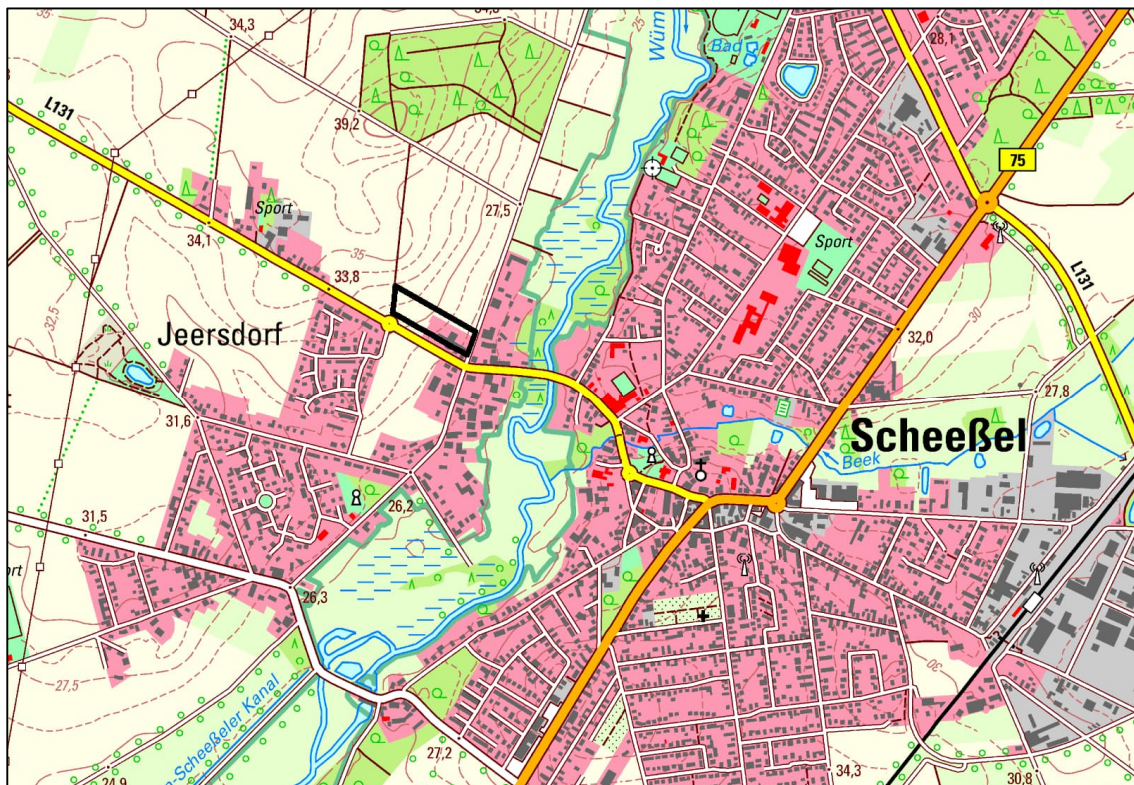 34,3
Wüm
25
Bad
28,1
L131
39,2
75
27,5
Sport
34,1
35
Sport
30
33,8
L131
32,5
Jeersdorf
32,0
27,8
31,6
Scheeßel
Beek
26,2
31,5
26,3
30
27,5
-Scheeßeler Kanal
27,2
34,3
30,8
24,9